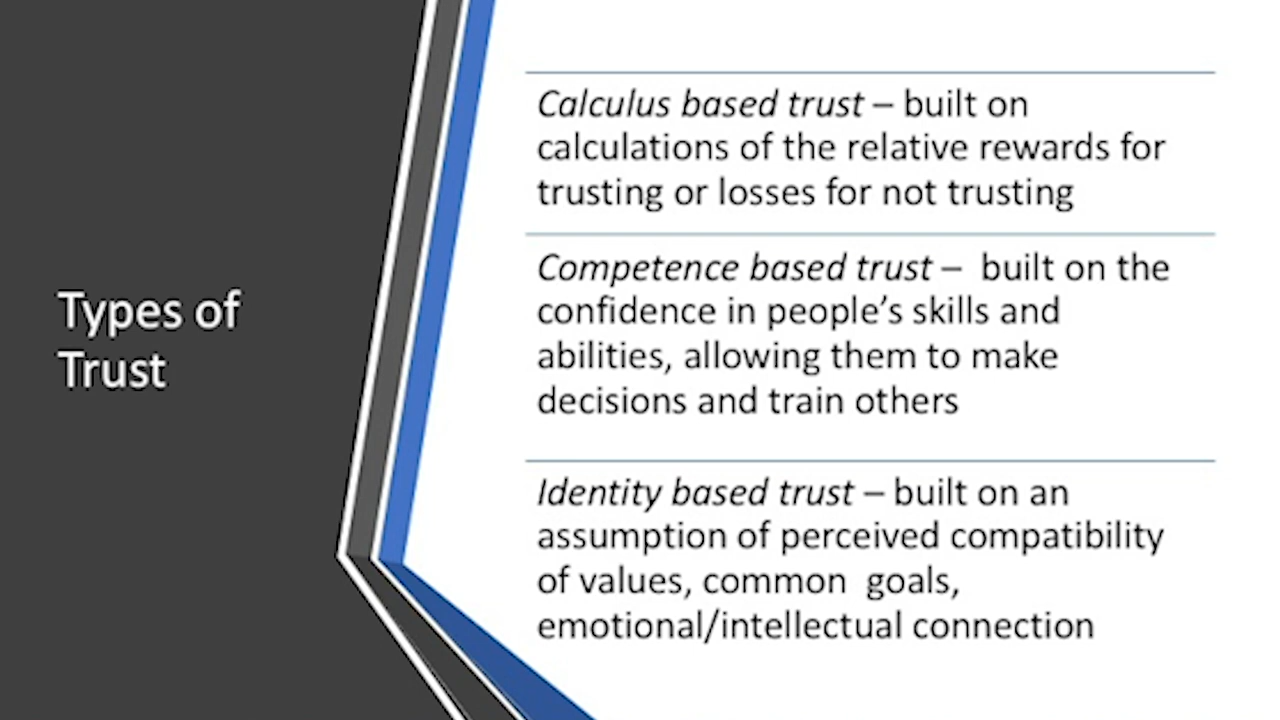 Types of
Trust
Calculus based trust – built on
calculations of the relative rewards for
trusting or losses for not trusting
Competence based trust –  built on the
confidence in people’s skills and
abilities, allowing them to make
decisions and train others
Identity based trust – built on an
assumption of perceived compatibility
of values, common  goals,
emotional/intellectual connection